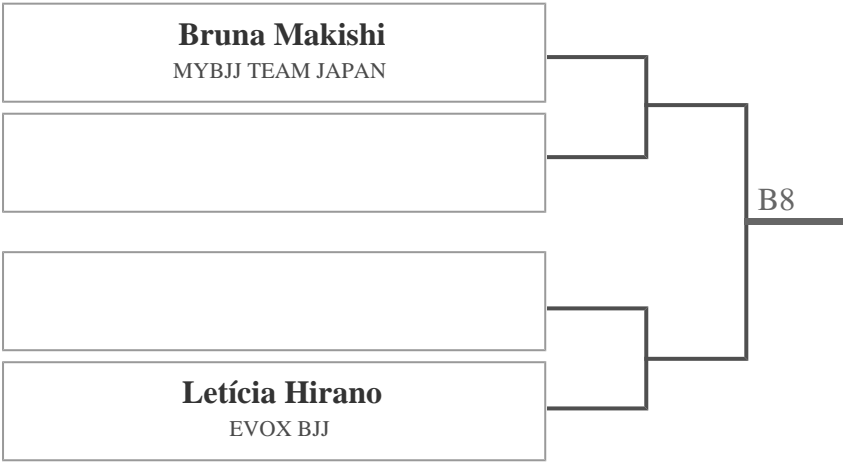 Bruna Makishi
MYBJJ TEAM JAPAN
B8
Letícia Hirano
EVOX BJJ